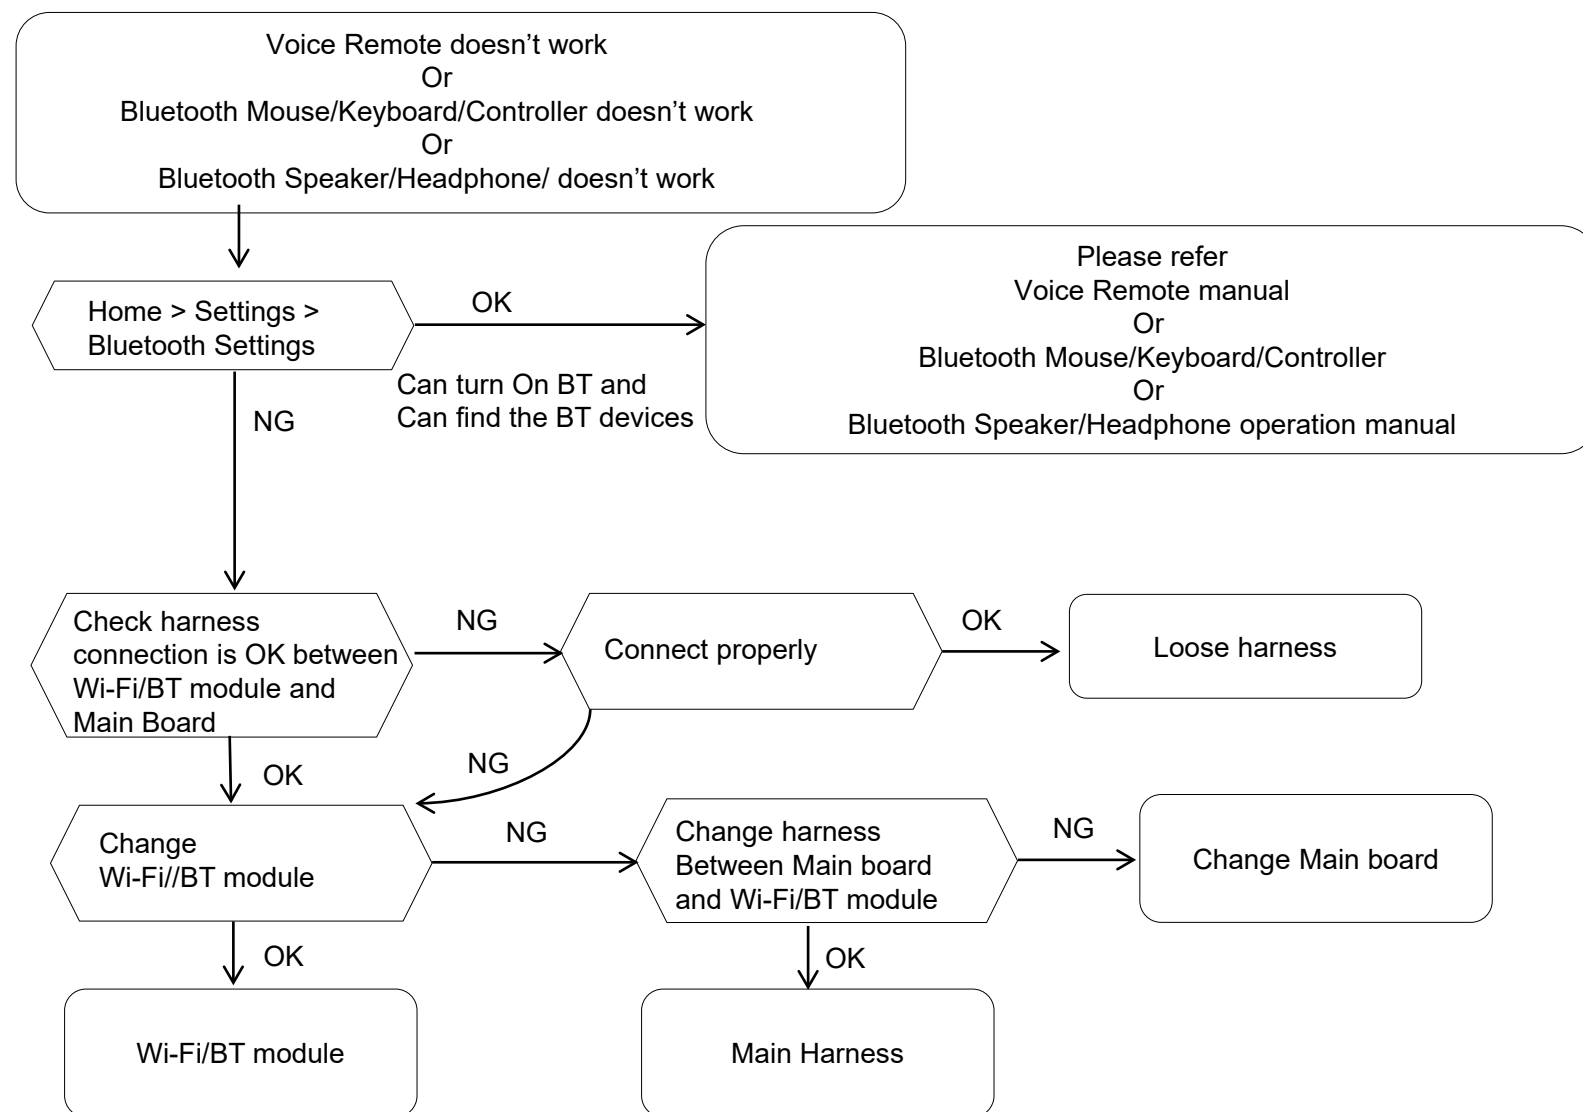 Voice Remote doesn’t work
Or
Bluetooth Mouse/Keyboard/Controller doesn’t work
Or
Bluetooth Speaker/Headphone/ doesn’t work
Home > Settings >
Bluetooth Settings
OK
Can turn On BT and
Can find the BT devices
Please refer
Voice Remote manual
Or
Bluetooth Mouse/Keyboard/Controller
Or
Bluetooth Speaker/Headphone operation manual
NG
Check harness
connection is OK between
Wi-Fi/BT module and
Main Board
NG
Connect properly
OK
Loose harness
OK
NG
Change
Wi-Fi//BT module
NG
Change harness
Between Main board
and Wi-Fi/BT module
NG
Change Main board
OK
OK
Wi-Fi/BT module
Main Harness